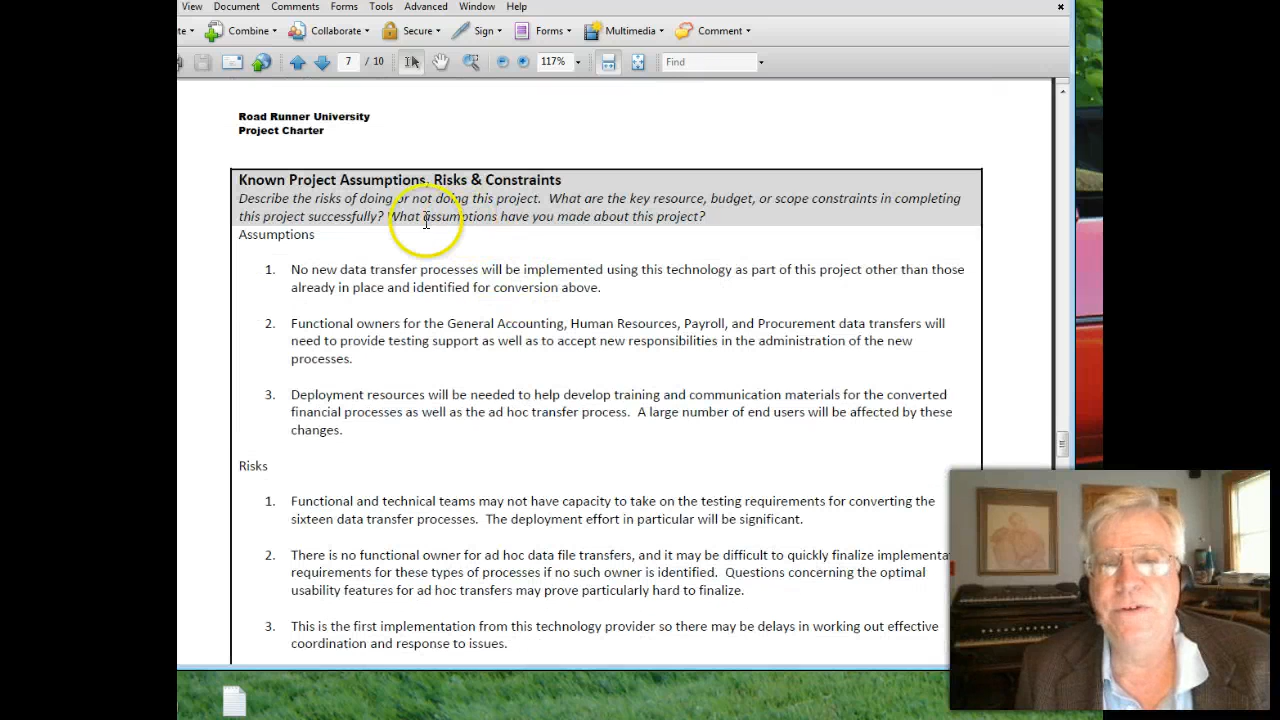 View Document Comments Forms Tools Advanced Window Help
Combine Collaborate Secure Sign Forms Multimedia Comment
7 / 10 117% Find
Road Runner University
Project Charter
Known Project Assumptions, Risks & Constraints
Describe the risks of doing or not doing this project. What are the key resource, budget, or scope constraints in completing
this project successfully? What assumptions have you made about this project?
Assumptions
1. No new data transfer processes will be implemented using this technology as part of this project other than those
already in place and identified for conversion above.
2. Functional owners for the General Accounting, Human Resources, Payroll, and Procurement data transfers will
need to provide testing support as well as to accept new responsibilities in the administration of the new
processes.
3. Deployment resources will be needed to help develop training and communication materials for the converted
financial processes as well as the ad hoc transfer process. A large number of end users will be affected by these
changes.
Risks
1. Functional and technical teams may not have capacity to take on the testing requirements for converting the
sixteen data transfer processes. The deployment effort in particular will be significant.
2. There is no functional owner for ad hoc data file transfers, and it may be difficult to quickly finalize implementa
requirements for these types of processes if no such owner is identified. Questions concerning the optimal
usability features for ad hoc transfers may prove particularly hard to finalize.
3. This is the first implementation from this technology provider so there may be delays in working out effective
coordination and response to issues.